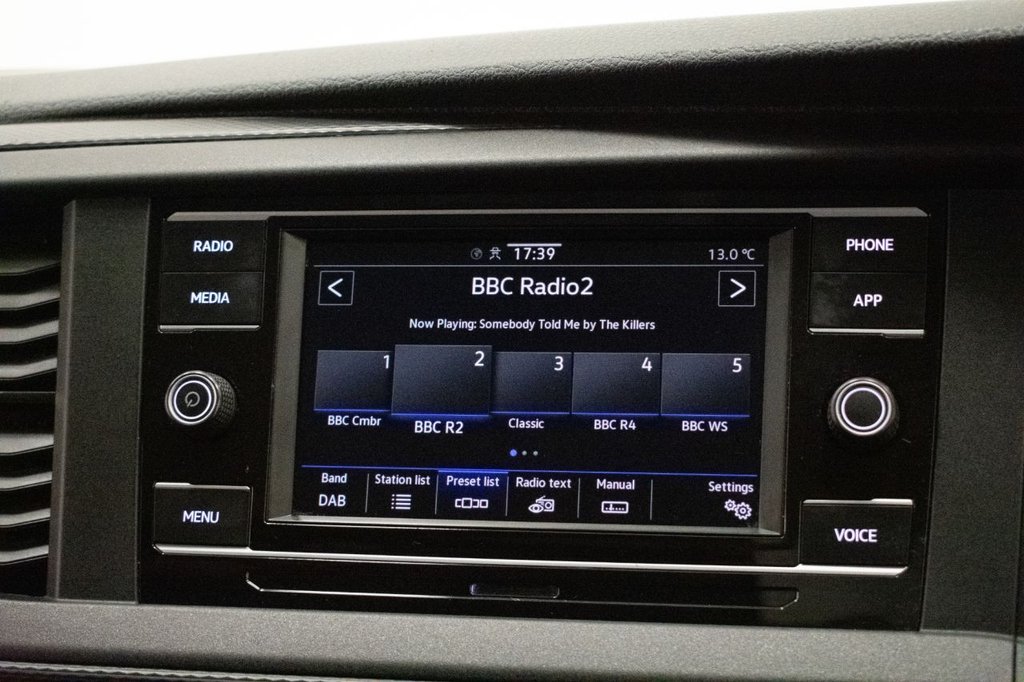 RADIO
MEDIA
MENU
17:39
13.0 °C
< BBC Radio2 >
Now Playing: Somebody Told Me by The Killers
1 2 3 4 5
BBC Cmbr BBC R2 Classic BBC R4 BBC WS
Band Station list Preset list Radio text Manual Settings
DAB
PHONE
APP
VOICE